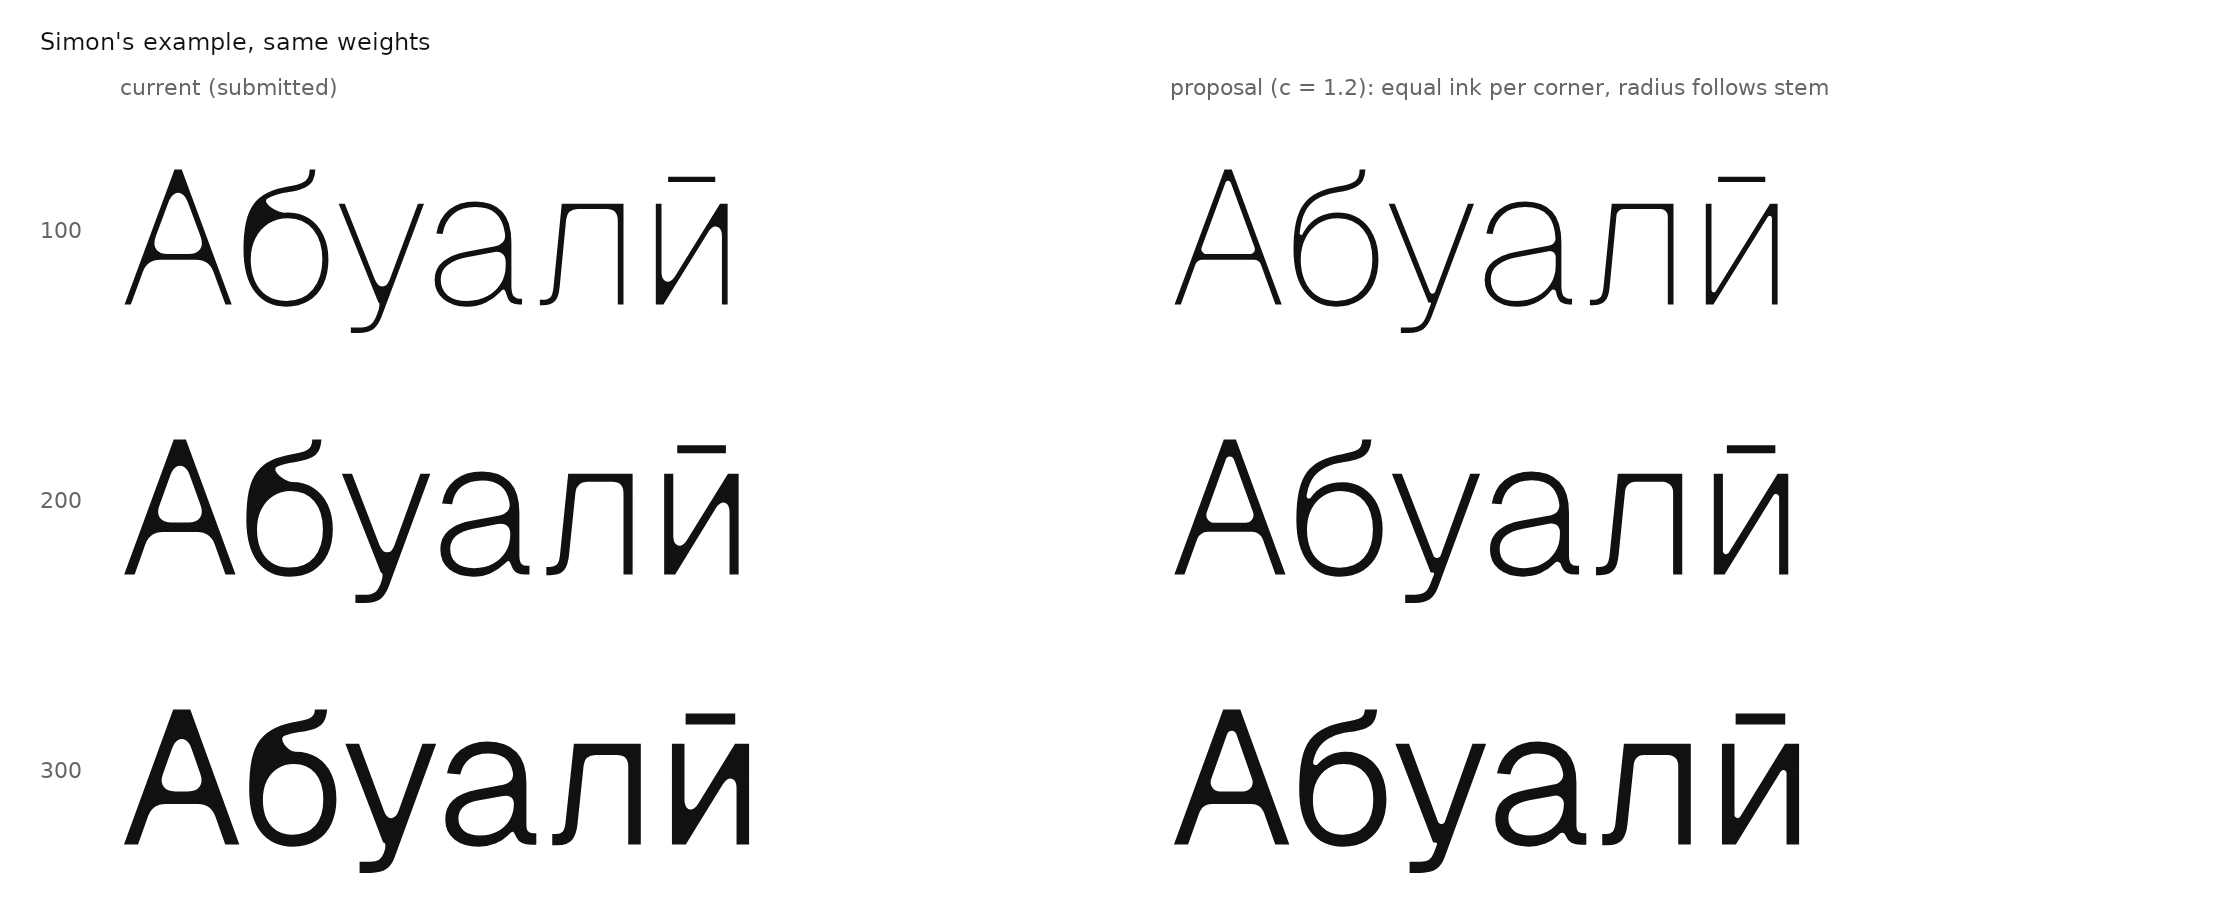 Simon's example, same weights
current (submitted) proposal (c = 1.2): equal ink per corner, radius follows stem
100 Абуалӣ Абуалӣ
200 Абуалӣ Абуалӣ
300 Абуалӣ Абуалӣ